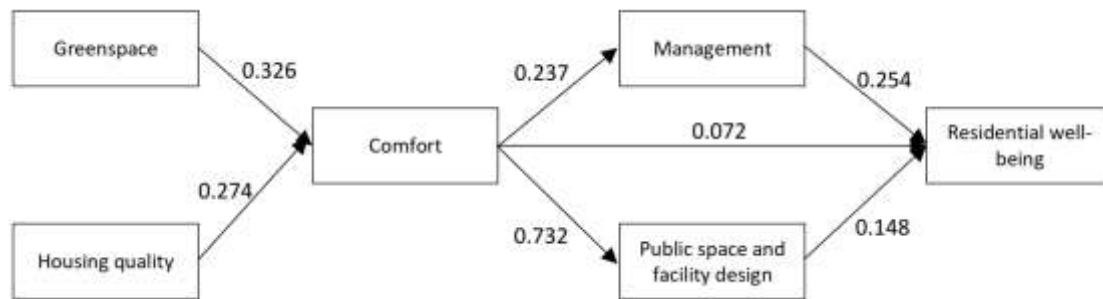 Greenspace
Management
0.326
0.237
0.254
Comfort
0.072
Residential well-
being
0.274
0.732
0.148
Housing quality
Public space and
facility design